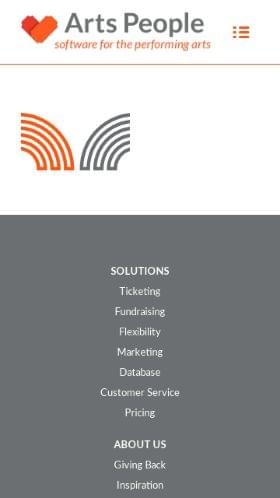 Arts People
software for the performing arts
SOLUTIONS
Ticketing
Fundraising
Flexibility
Marketing
Database
Customer Service
Pricing
ABOUT US
Giving Back
Inspiration